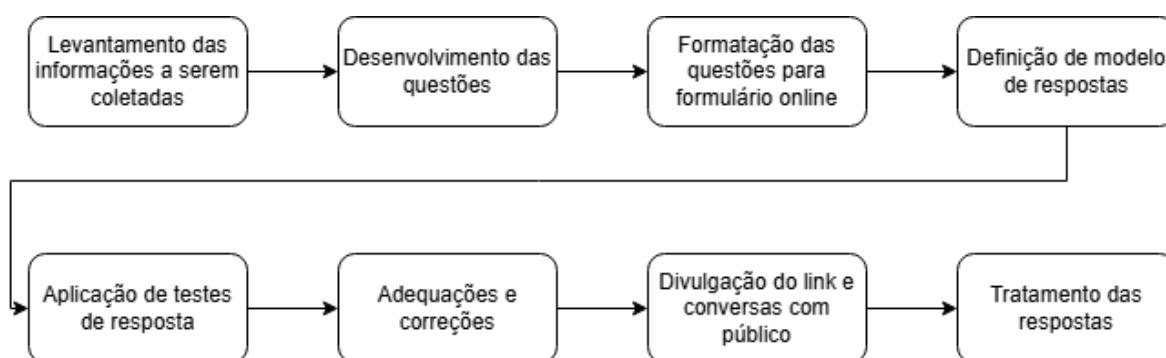 Levantamento das
informações a serem
coletadas
Desenvolvimento das
questões
Formatação das
questões para
formulário online
Definição de modelo
de respostas
Aplicação de testes
de resposta
Adequações e
correções
Divulgação do link e
conversas com
público
Tratamento das
respostas